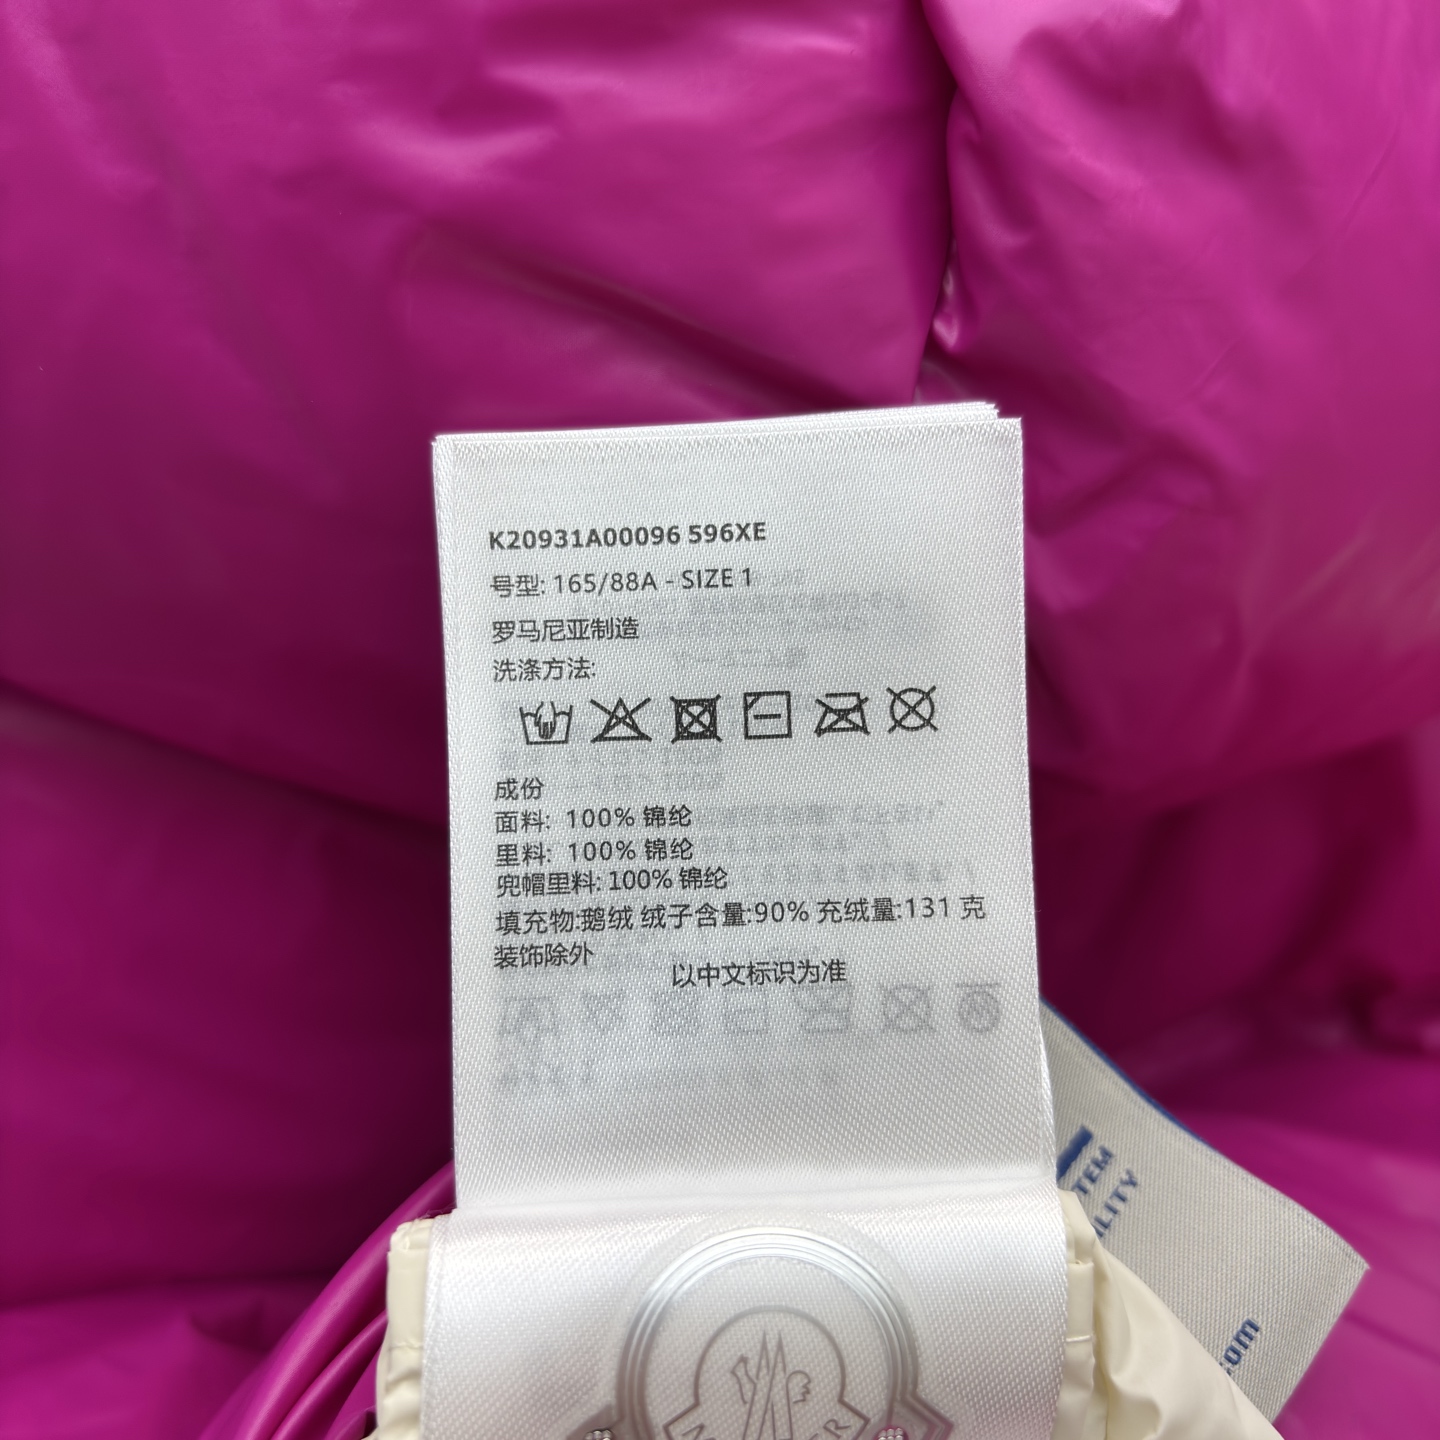 K20931A00096 596XE
号型: 165/88A - SIZE 1
罗马尼亚制造
洗涤方法:
成份
面料: 100% 锦纶
里料: 100% 锦纶
兜帽里料: 100% 锦纶
填充物:鹅绒 绒子含量:90% 充绒量:131 克
装饰除外
以中文标识为准
TEM
ILITY
.com